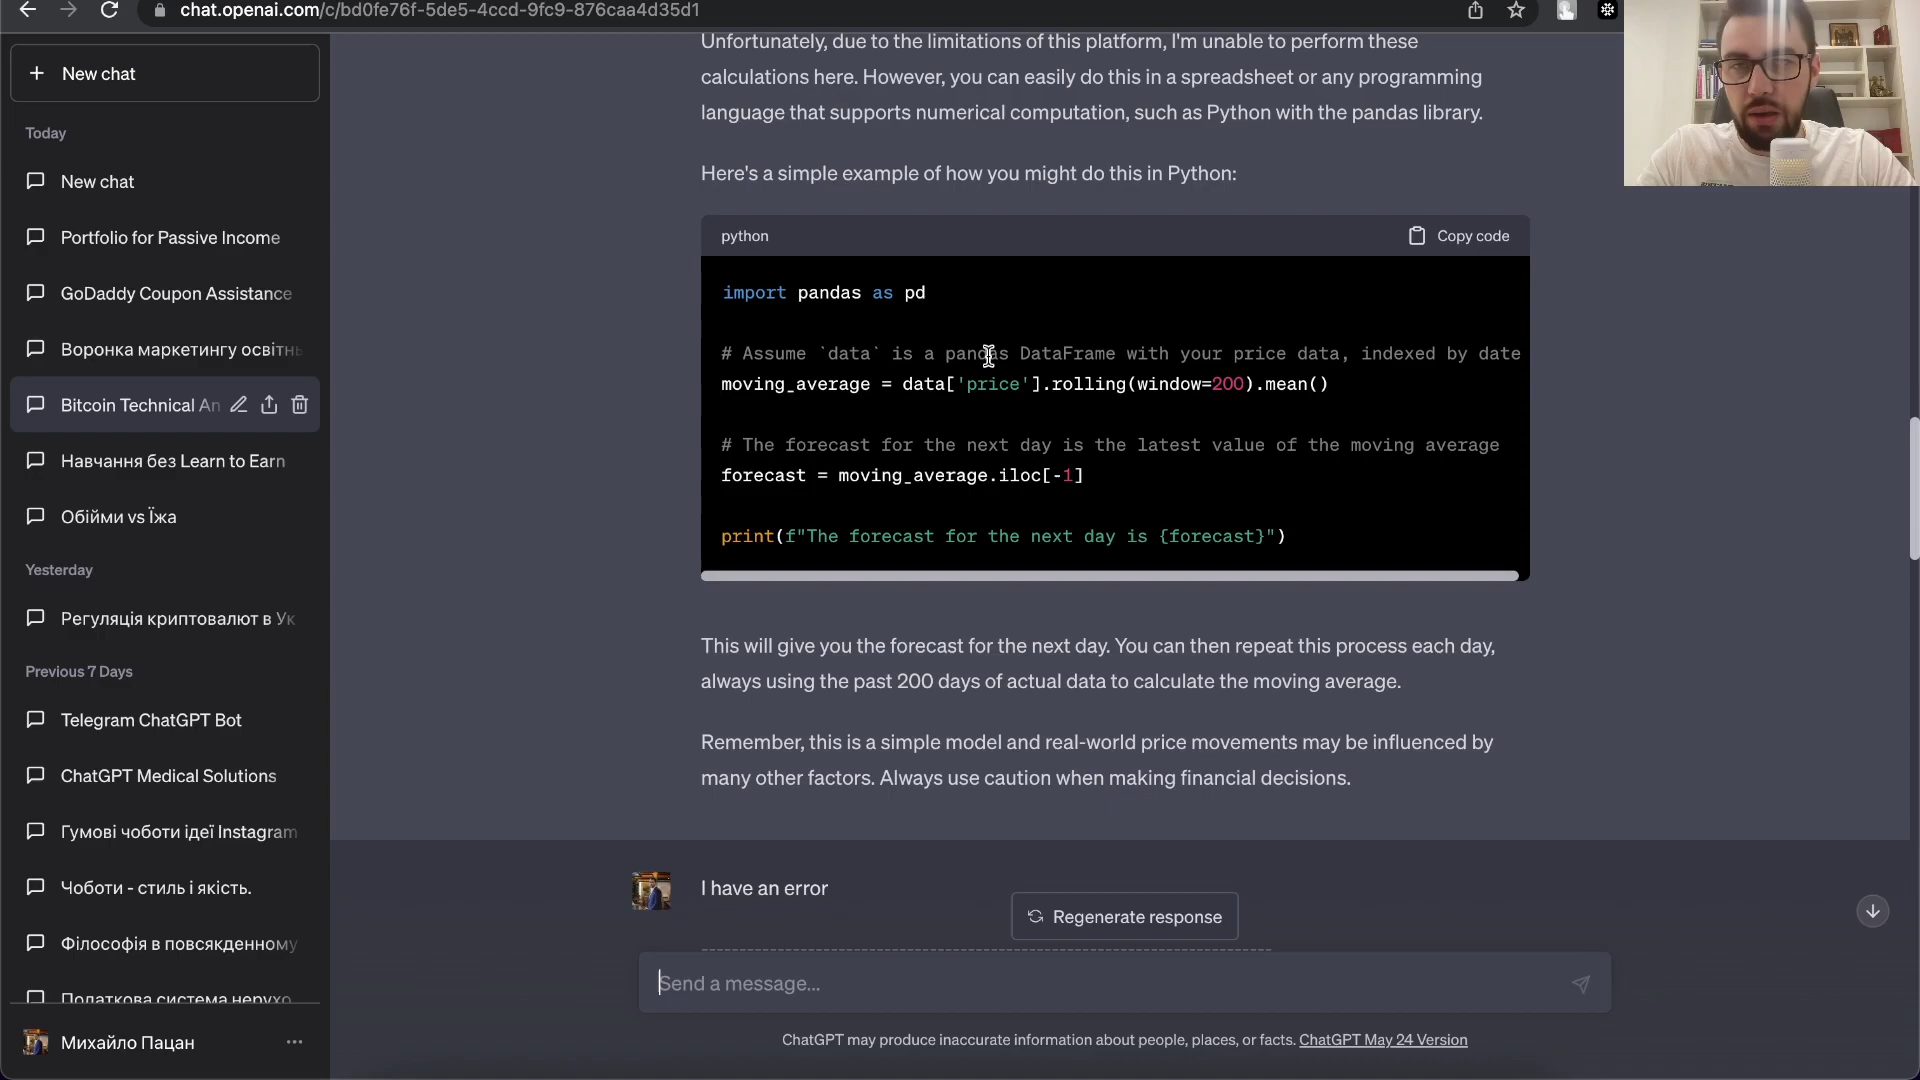 chat.openai.com/c/bd0fe76f-5de5-4ccd-9fc9-876caa4d35d1
New chat
Today
New chat
Portfolio for Passive Income
GoDaddy Coupon Assistance
Воронка маркетингу освітнь
Bitcoin Technical An
Навчання без Learn to Earn
Обійми vs Їжа
Yesterday
Регуляція криптовалют в Ук
Previous 7 Days
Telegram ChatGPT Bot
ChatGPT Medical Solutions
Гумові чоботи ідеї Instagram
Чоботи - стиль і якість.
Філософія в повсякденному
Податкова система нерухо
Михайло Пацан
Unfortunately, due to the limitations of this platform, I'm unable to perform these
calculations here. However, you can easily do this in a spreadsheet or any programming
language that supports numerical computation, such as Python with the pandas library.
Here's a simple example of how you might do this in Python:
python
Copy code
import pandas as pd
# Assume `data` is a pandas DataFrame with your price data, indexed by date
moving_average = data['price'].rolling(window=200).mean()
# The forecast for the next day is the latest value of the moving average
forecast = moving_average.iloc[-1]
print(f"The forecast for the next day is {forecast}")
This will give you the forecast for the next day. You can then repeat this process each day,
always using the past 200 days of actual data to calculate the moving average.
Remember, this is a simple model and real-world price movements may be influenced by
many other factors. Always use caution when making financial decisions.
I have an error
Regenerate response
Send a message...
ChatGPT may produce inaccurate information about people, places, or facts. ChatGPT May 24 Version